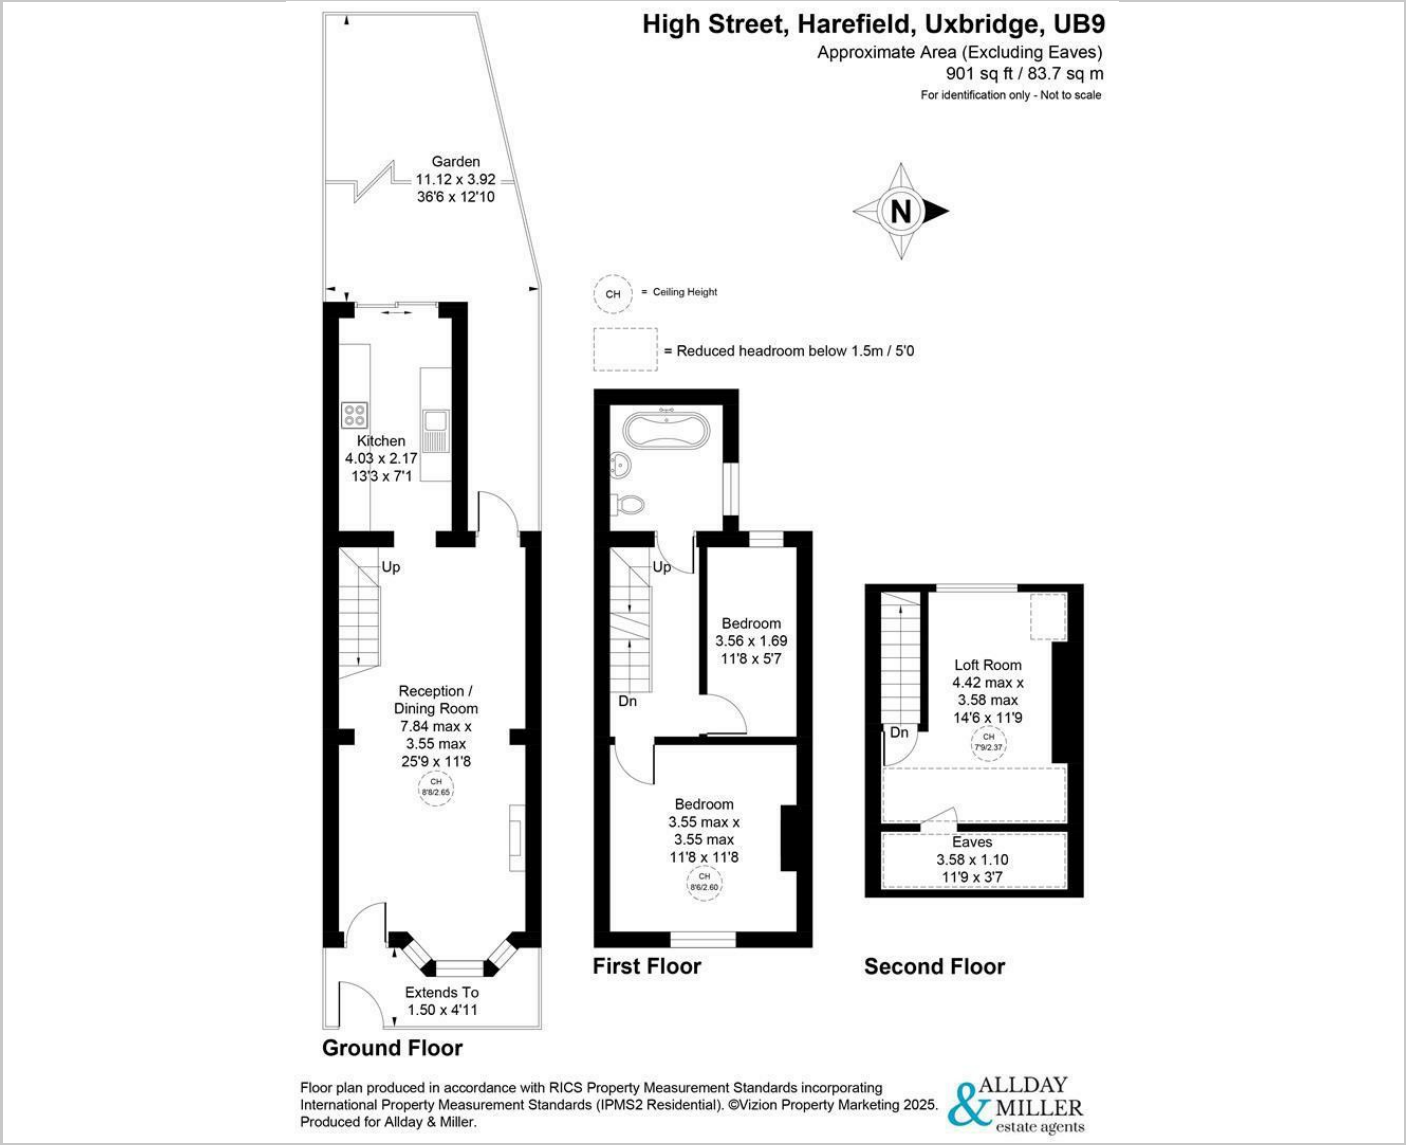 High Street, Harefield, Uxbridge, UB9
Approximate Area (Excluding Eaves)
901 sq ft / 83.7 sq m
For identification only - Not to scale
Garden
11.12 x 3.92
36'6 x 12'10
N
CH = Ceiling Height
= Reduced headroom below 1.5m / 5'0
Kitchen
4.03 x 2.17
13'3 x 7'1
Up
Reception /
Dining Room
7.84 max x
3.55 max
25'9 x 11'8
CH
8'8/2.65
Extends To
1.50 x 4'11
Ground Floor
Up
Bedroom
3.56 x 1.69
11'8 x 5'7
Dn
Bedroom
3.55 max x
3.55 max
11'8 x 11'8
CH
8'6/2.60
First Floor
Loft Room
4.42 max x
3.58 max
14'6 x 11'9
Dn
CH
7'9/2.37
Eaves
3.58 x 1.10
11'9 x 3'7
Second Floor
Floor plan produced in accordance with RICS Property Measurement Standards incorporating
International Property Measurement Standards (IPMS2 Residential). ©Vizion Property Marketing 2025.
Produced for Allday & Miller.
ALLDAY
& MILLER
estate agents